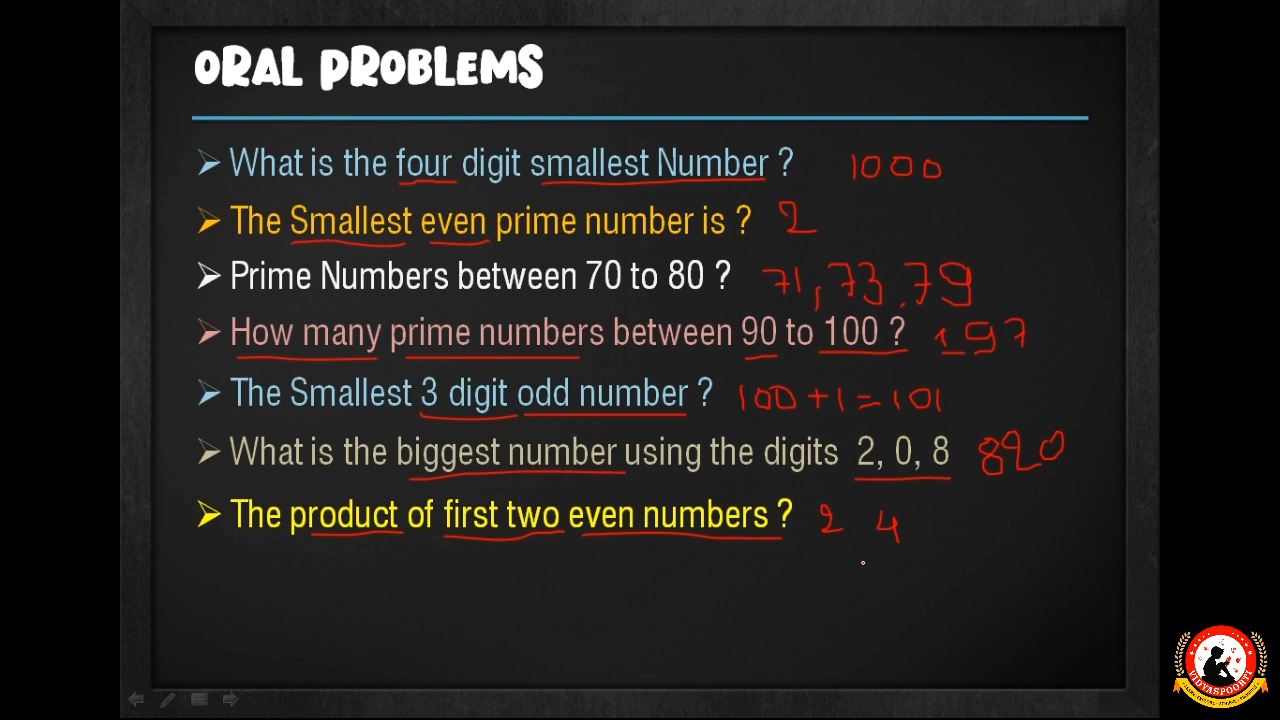 ORAL PROBLEMS
➢ What is the four digit smallest Number ? 1000
➢ The Smallest even prime number is ? 2
➢ Prime Numbers between 70 to 80 ? 71, 73, 79
➢ How many prime numbers between 90 to 100 ? 1 97
➢ The Smallest 3 digit odd number ? 100 + 1 = 101
➢ What is the biggest number using the digits 2, 0, 8 820
➢ The product of first two even numbers ? 2 4
VIDYASPOORTI